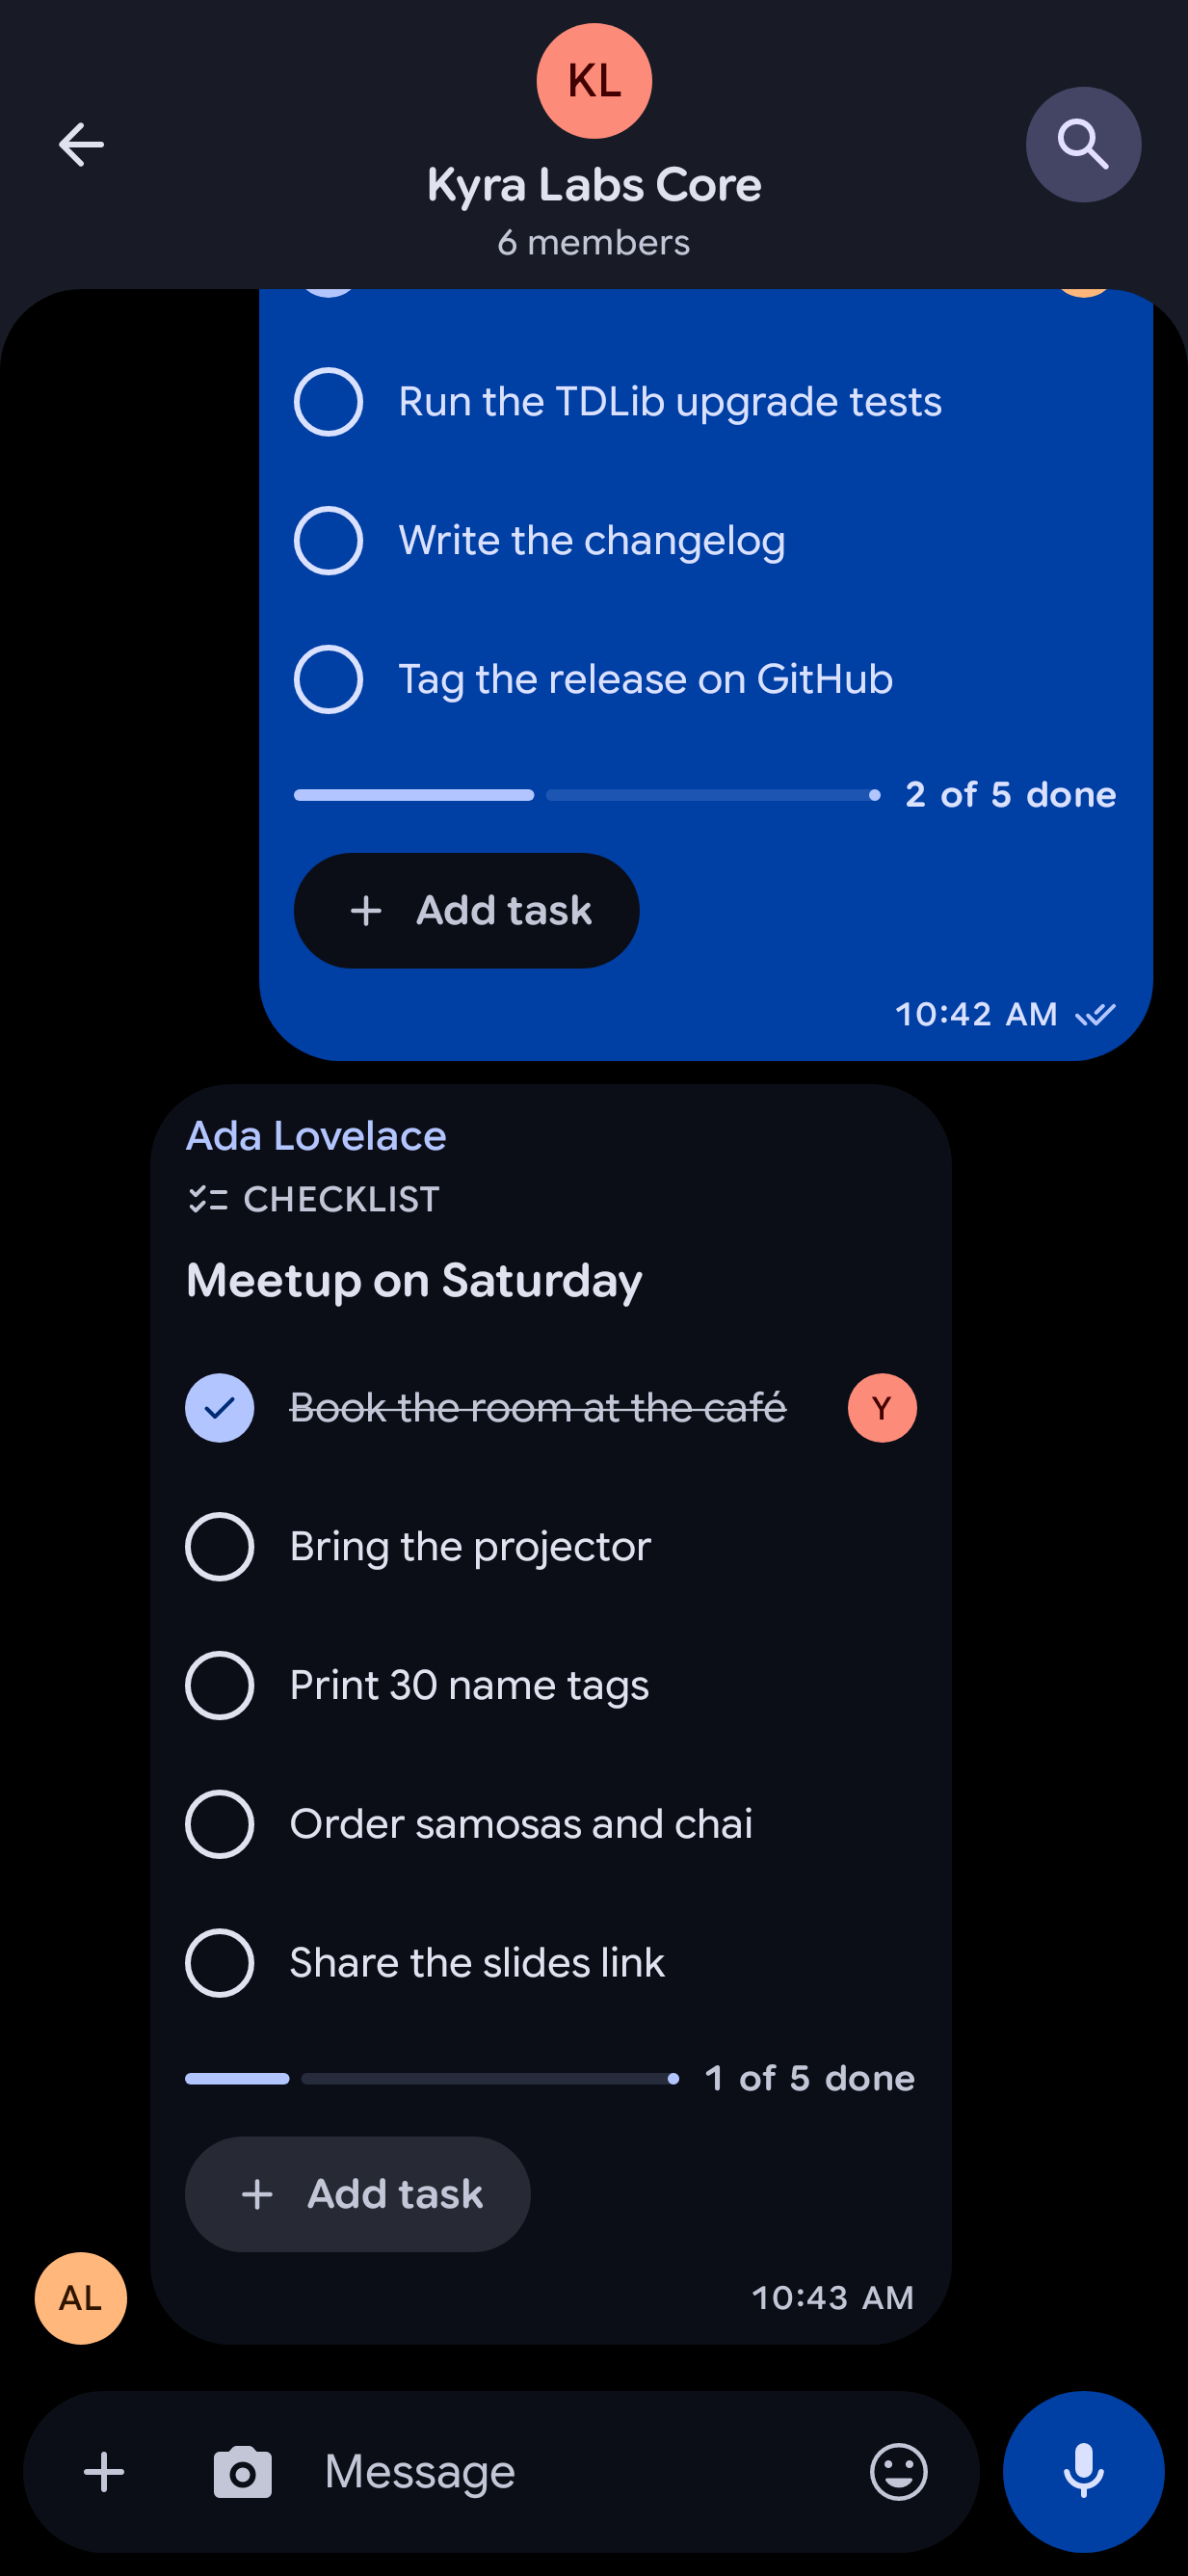 KL
Kyra Labs Core
6 members
Run the TDLib upgrade tests
Write the changelog
Tag the release on GitHub
2 of 5 done
Add task
10:42 AM
Ada Lovelace
CHECKLIST
Meetup on Saturday
Book the room at the café Y
Bring the projector
Print 30 name tags
Order samosas and chai
Share the slides link
1 of 5 done
Add task
AL
10:43 AM
Message